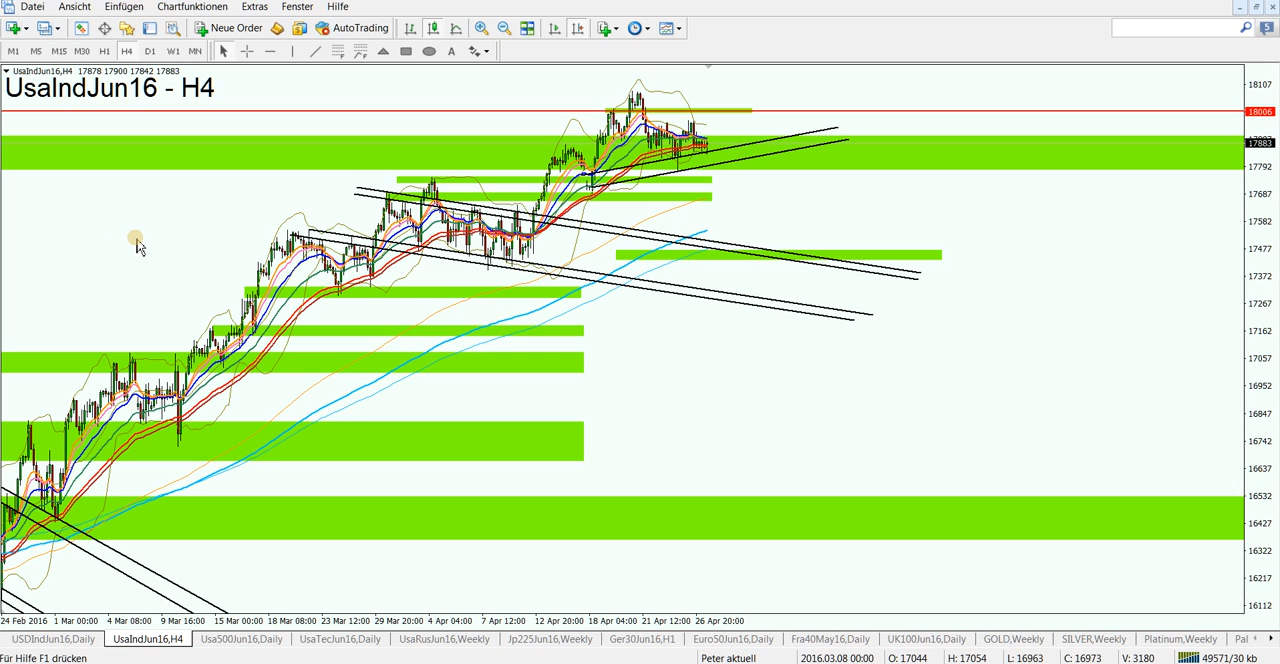 Datei Ansicht Einfügen Chartfunktionen Extras Fenster Hilfe
Neue Order AutoTrading
M1 M5 M15 M30 H1 H4 D1 W1 MN A
UsaIndJun16,H4 17878 17900 17842 17883
UsaIndJun16 - H4
18107
18006
17883
17792
17687
17582
17477
17372
17267
17162
17057
16952
16847
16742
16637
16532
16427
16322
16217
16112
24 Feb 2016 1 Mar 00:00 4 Mar 08:00 9 Mar 16:00 15 Mar 00:00 18 Mar 08:00 23 Mar 12:00 29 Mar 20:00 4 Apr 04:00 7 Apr 12:00 12 Apr 20:00 18 Apr 04:00 21 Apr 12:00 26 Apr 20:00
USDIndJun16,Daily UsaIndJun16,H4 Usa500Jun16,Daily UsaTecJun16,Daily UsaRusJun16,Weekly Jp225Jun16,Weekly Ger30Jun16,H1 Euro50Jun16,Daily Fra40May16,Daily UK100Jun16,Daily GOLD,Weekly SILVER,Weekly Platinum,Weekly Pal
Für Hilfe F1 drücken Peter aktuell 2016.03.08 00:00 O: 17044 H: 17054 L: 16963 C: 16973 V: 3180 49571/30 kb